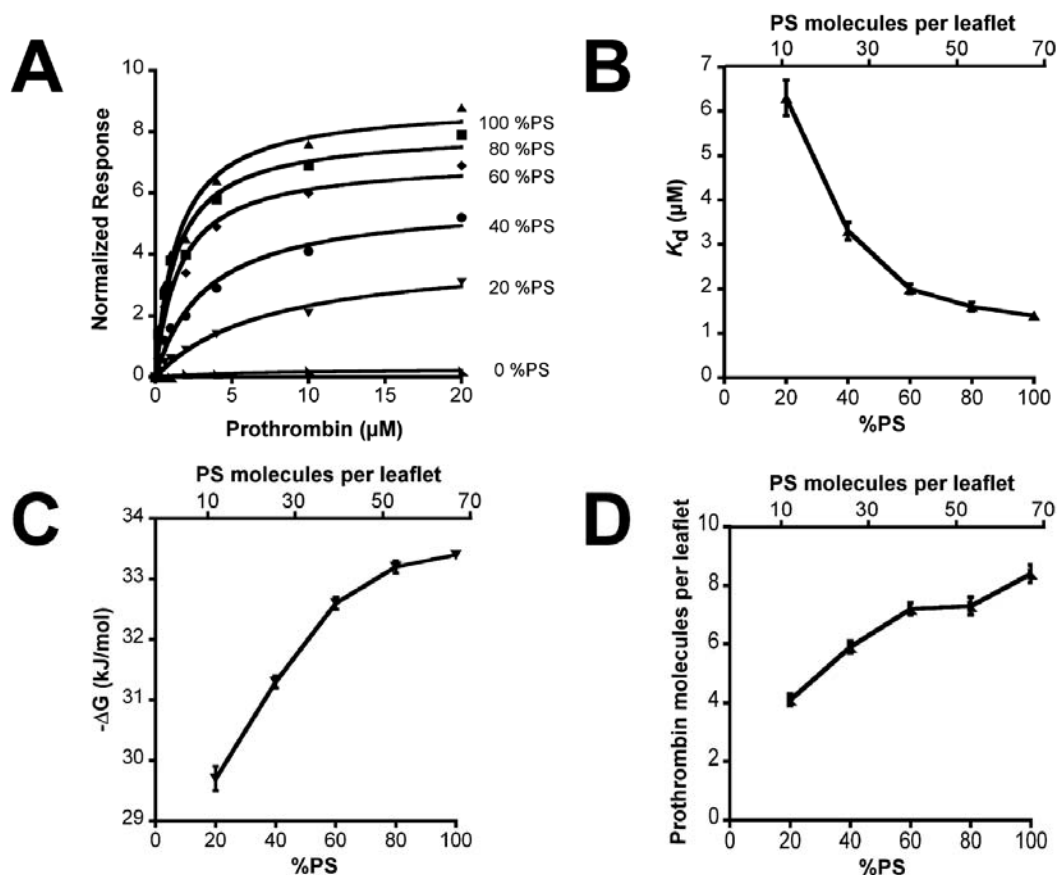 A
10
8
6
4
2
0
Normalized Response
0
5
10
15
20
Prothrombin (µM)
100 %PS
80 %PS
60 %PS
40 %PS
20 %PS
0 %PS
B
PS molecules per leaflet
10
30
50
70
7
6
5
4
3
2
1
0
Kd (µM)
0
20
40
60
80
100
%PS
C
PS molecules per leaflet
10
30
50
70
34
33
32
31
30
29
-ΔG (kJ/mol)
0
20
40
60
80
100
%PS
D
PS molecules per leaflet
10
30
50
70
10
8
6
4
2
0
Prothrombin molecules per leaflet
0
20
40
60
80
100
%PS